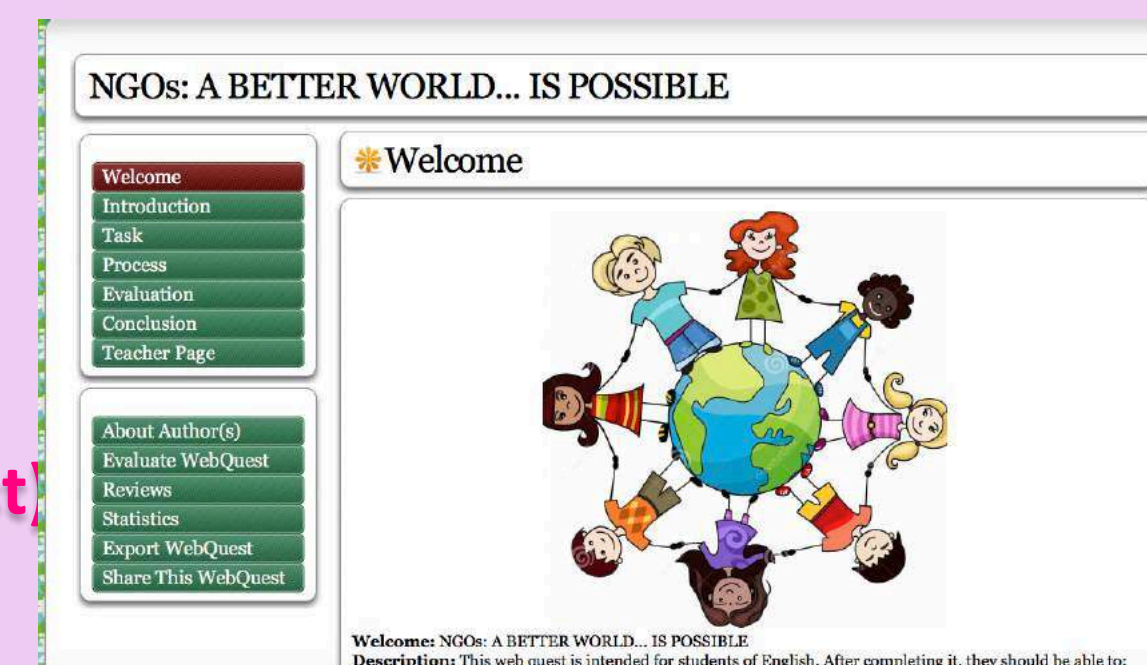 NGOs: A BETTER WORLD... IS POSSIBLE
Welcome
Introduction
Task
Process
Evaluation
Conclusion
Teacher Page
About Author(s)
Evaluate WebQuest
Reviews
Statistics
Export WebQuest
Share This WebQuest
t)
Welcome
Welcome: NGOs: A BETTER WORLD... IS POSSIBLE
Description: This web quest is intended for students of English. After completing it, they should be able to: